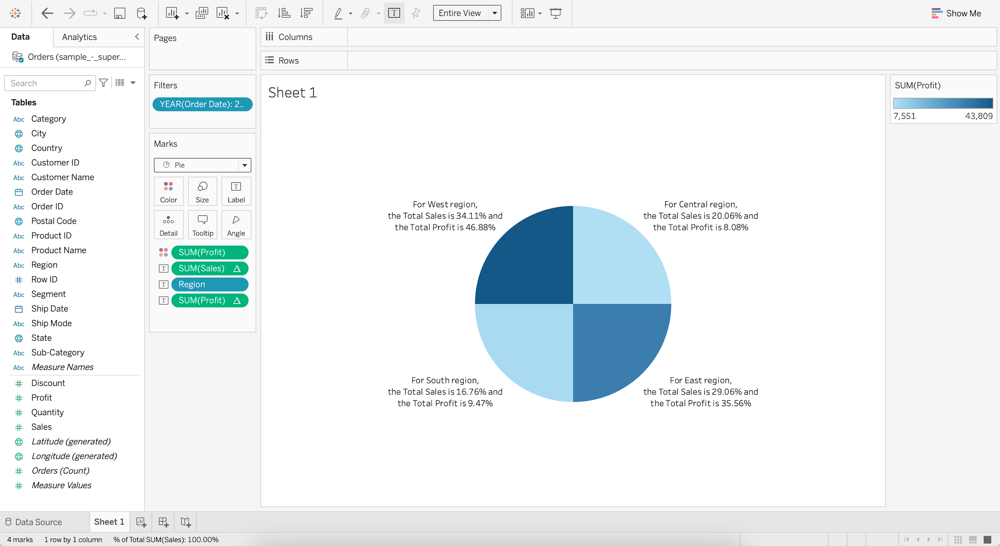 Entire View
Show Me
Data
Analytics
Orders (sample_-_super...
Search
Tables
Abc Category
City
Country
Abc Customer ID
Abc Customer Name
Order Date
Abc Order ID
Postal Code
Abc Product ID
Abc Product Name
Abc Region
Row ID
Abc Segment
Ship Date
Abc Ship Mode
State
Abc Sub-Category
Abc Measure Names
Discount
Profit
Quantity
Sales
Latitude (generated)
Longitude (generated)
Orders (Count)
Measure Values
Pages
Filters
YEAR(Order Date): 2..
Marks
Pie
Color
Size
Label
Detail
Tooltip
Angle
SUM(Profit)
SUM(Sales) Δ
Region
SUM(Profit) Δ
Columns
Rows
Sheet 1
For West region,
the Total Sales is 34.11% and
the Total Profit is 46.88%
For Central region,
the Total Sales is 20.06% and
the Total Profit is 8.08%
For South region,
the Total Sales is 16.76% and
the Total Profit is 9.47%
For East region,
the Total Sales is 29.06% and
the Total Profit is 35.56%
SUM(Profit)
7,551 43,809
Data Source
Sheet 1
4 marks 1 row by 1 column % of Total SUM(Sales): 100.00%